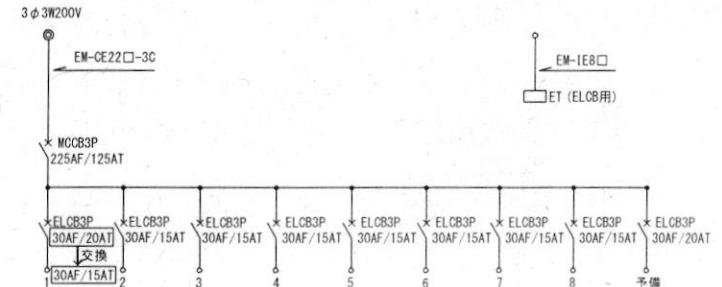 3φ3W200V
EM-CE22□-3C
EM-IE8□
ET (ELCB用)
MCCB3P
225AF/125AT
ELCB3P
30AF/20AT
交換
30AF/15AT
1
ELCB3P
30AF/15AT
2
ELCB3P
30AF/15AT
3
ELCB3P
30AF/15AT
4
ELCB3P
30AF/15AT
5
ELCB3P
30AF/15AT
6
ELCB3P
30AF/15AT
7
ELCB3P
30AF/15AT
8
ELCB3P
30AF/20AT
予備